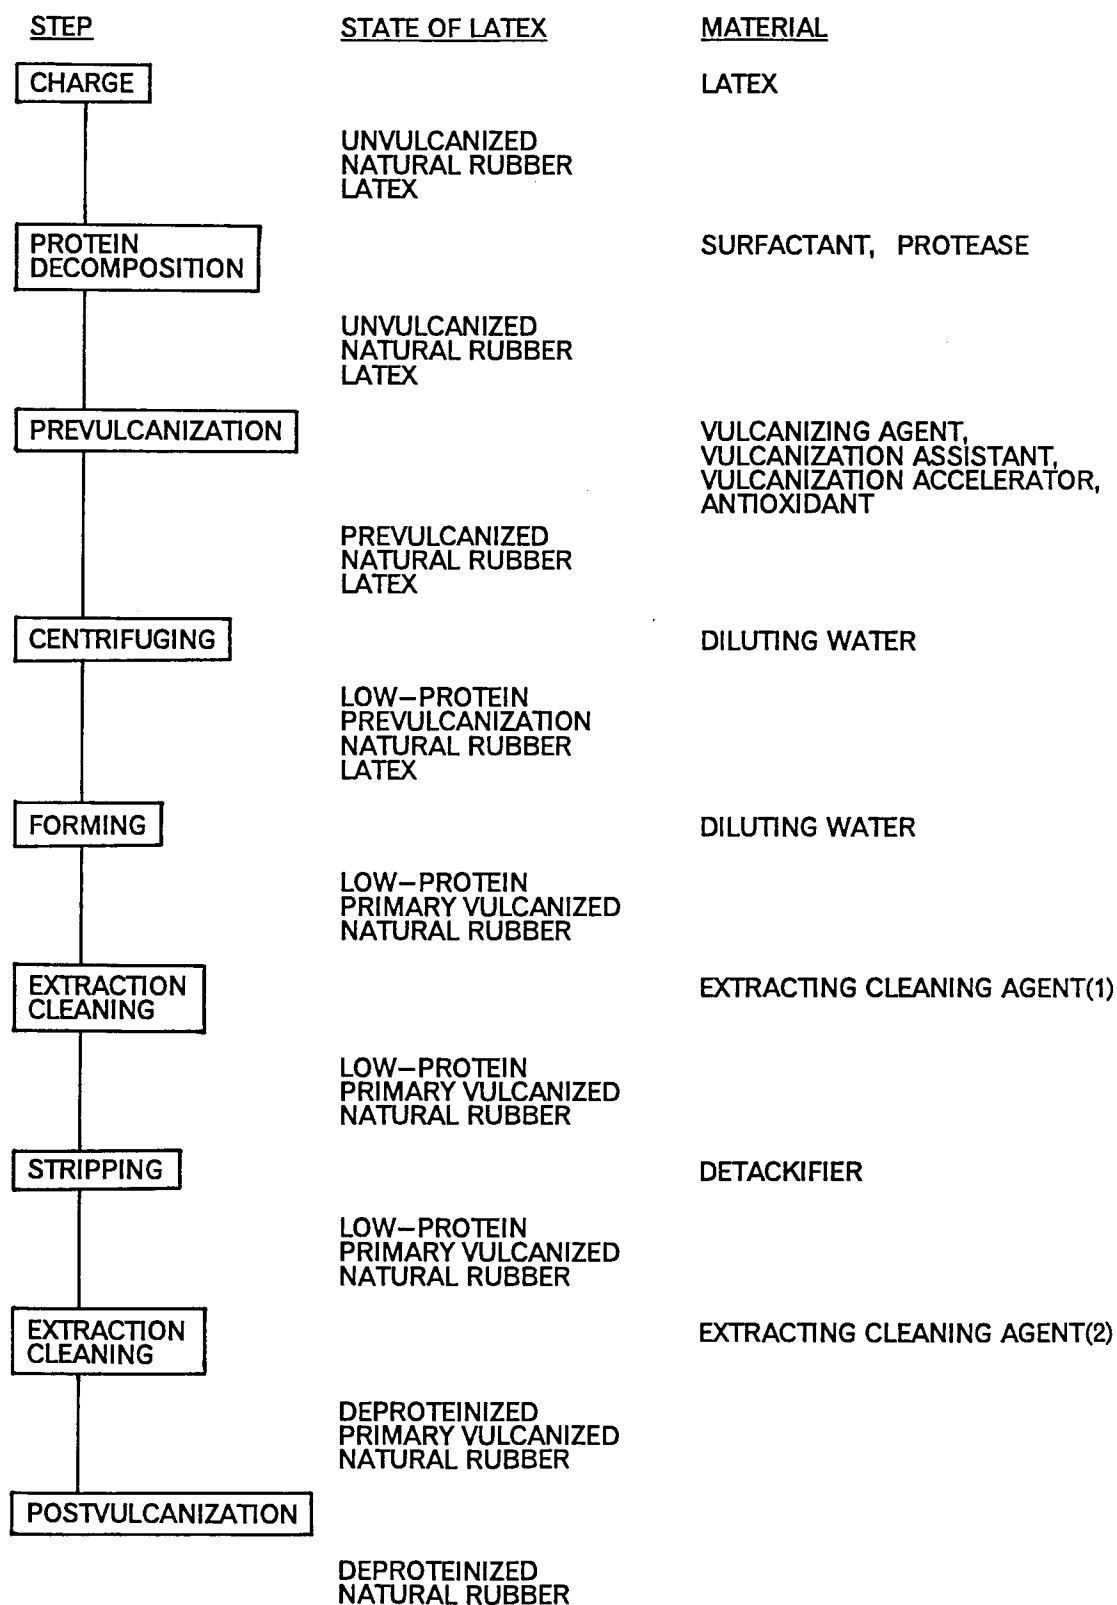 STEP STATE OF LATEX MATERIAL
CHARGE LATEX
UNVULCANIZED
NATURAL RUBBER
LATEX
PROTEIN
DECOMPOSITION
SURFACTANT, PROTEASE
UNVULCANIZED
NATURAL RUBBER
LATEX
PREVULCANIZATION
VULCANIZING AGENT,
VULCANIZATION ASSISTANT,
VULCANIZATION ACCELERATOR,
ANTIOXIDANT
PREVULCANIZED
NATURAL RUBBER
LATEX
CENTRIFUGING DILUTING WATER
LOW-PROTEIN
PREVULCANIZATION
NATURAL RUBBER
LATEX
FORMING DILUTING WATER
LOW-PROTEIN
PRIMARY VULCANIZED
NATURAL RUBBER
EXTRACTION
CLEANING
EXTRACTING CLEANING AGENT(1)
LOW-PROTEIN
PRIMARY VULCANIZED
NATURAL RUBBER
STRIPPING DETACKIFIER
LOW-PROTEIN
PRIMARY VULCANIZED
NATURAL RUBBER
EXTRACTION
CLEANING
EXTRACTING CLEANING AGENT(2)
DEPROTEINIZED
PRIMARY VULCANIZED
NATURAL RUBBER
POSTVULCANIZATION
DEPROTEINIZED
NATURAL RUBBER